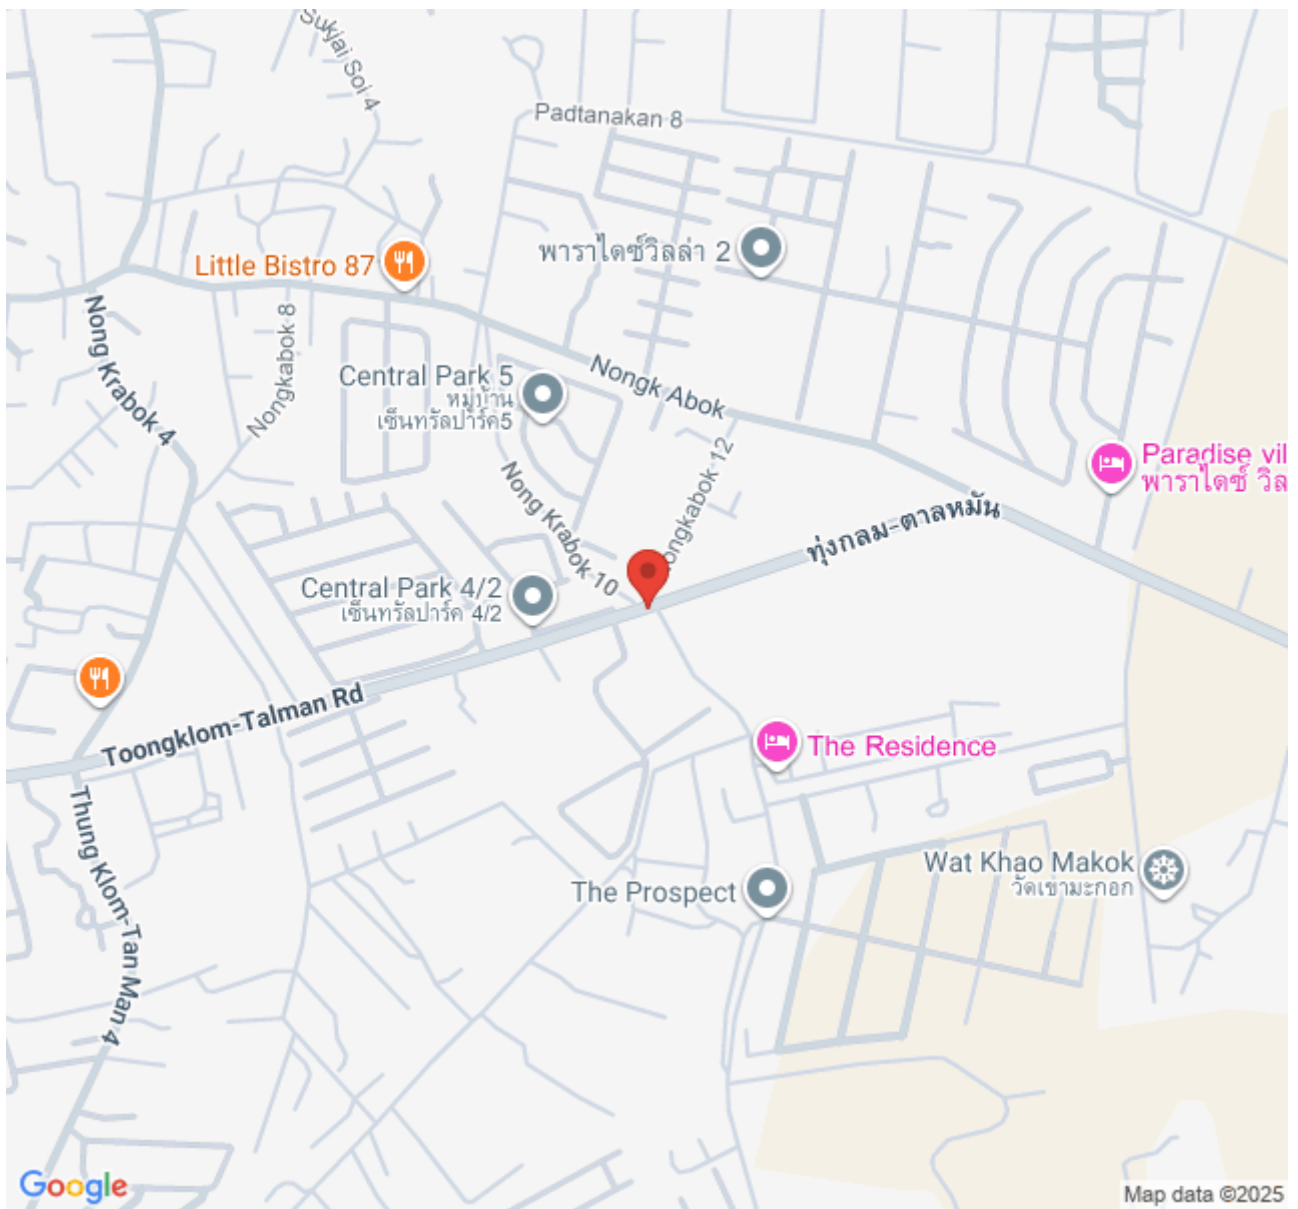 Sukjai Soi 4
Padtanakan 8
พาราไดซ์วิลล่า 2
Little Bistro 87
Nong Krabok 4
Nongkabok 8
Nongk Abok
Central Park 5
หมู่บ้าน
เซ็นทรัลปาร์ค5
Nong Krabok 10
ongkabok 12
Paradise vil
พาราไดซ์ วิล
ทุ่งกลม-ตาลหมัน
Central Park 4/2
เซ็นทรัลปาร์ค 4/2
Toongklom-Talman Rd
The Residence
Thung Klom-Tan Man 4
The Prospect
Wat Khao Makok
วัดเขามะกอก
Google
Map data ©2025